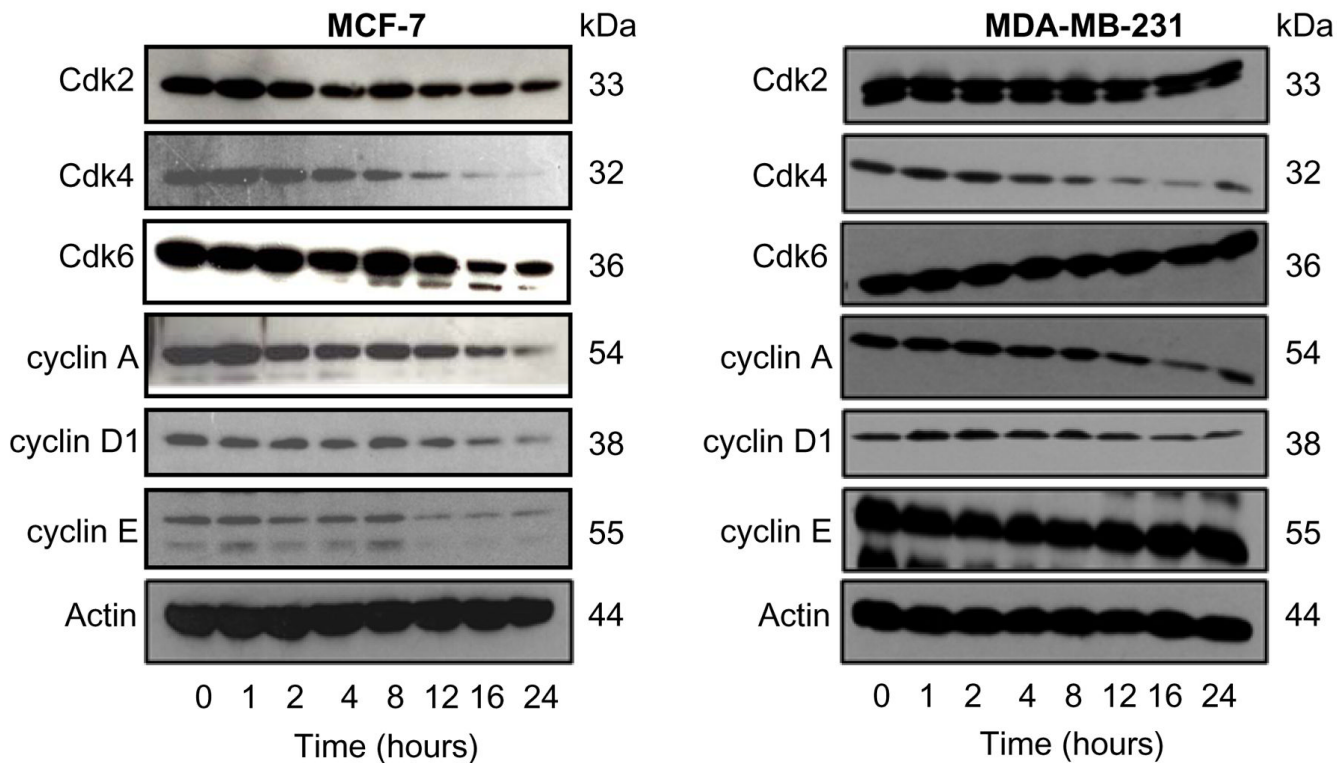 MCF-7 kDa
Cdk2 33
Cdk4 32
Cdk6 36
cyclin A 54
cyclin D1 38
cyclin E 55
Actin 44
0 1 2 4 8 12 16 24
Time (hours)
MDA-MB-231 kDa
Cdk2 33
Cdk4 32
Cdk6 36
cyclin A 54
cyclin D1 38
cyclin E 55
Actin 44
0 1 2 4 8 12 16 24
Time (hours)